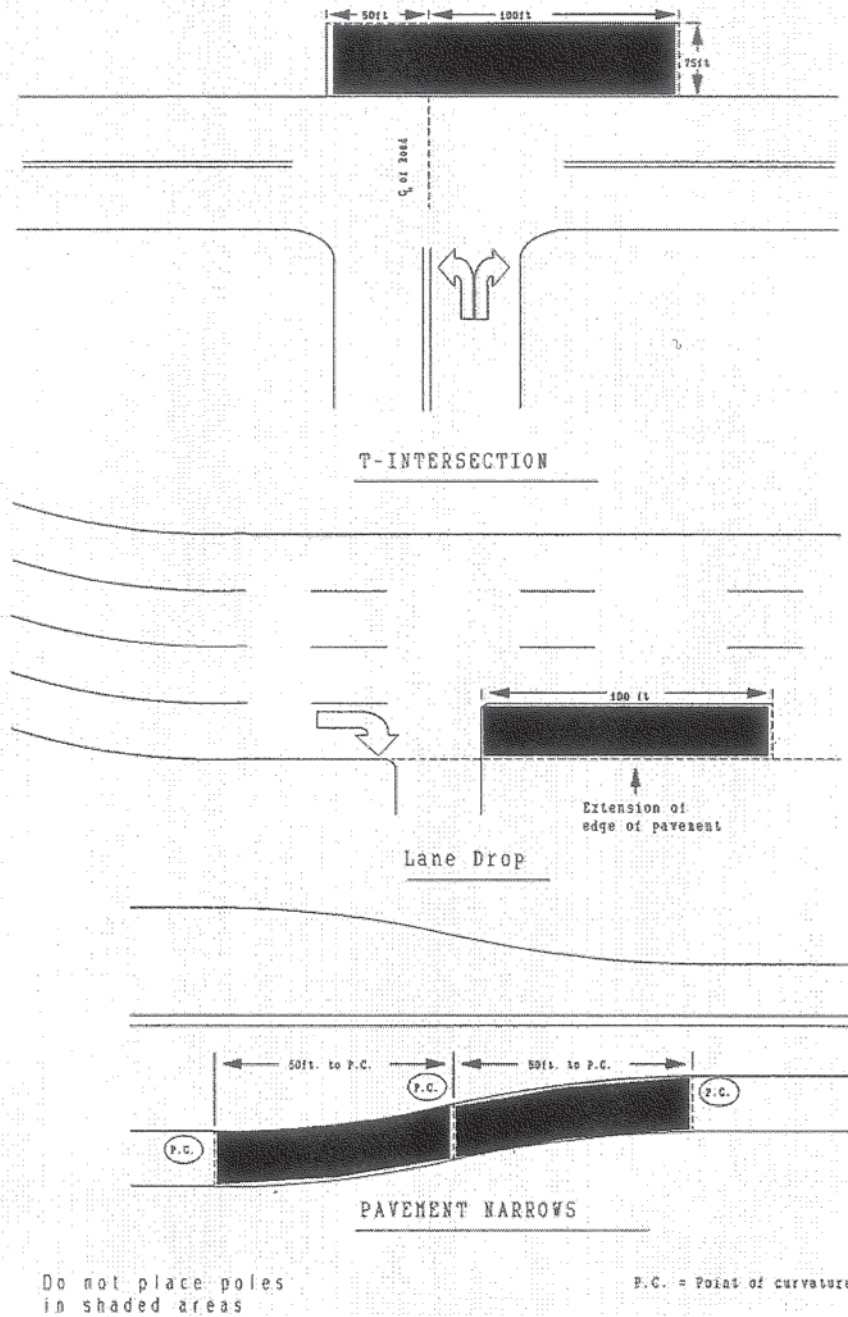 50ft 100ft
75ft
℄ of Road
T-INTERSECTION
100 ft
Extension of
edge of pavement
Lane Drop
50ft. to P.C. 50ft. to P.C.
P.C.
P.C.
P.C.
PAVEMENT NARROWS
Do not place poles
in shaded areas
P.C. = Point of curvature